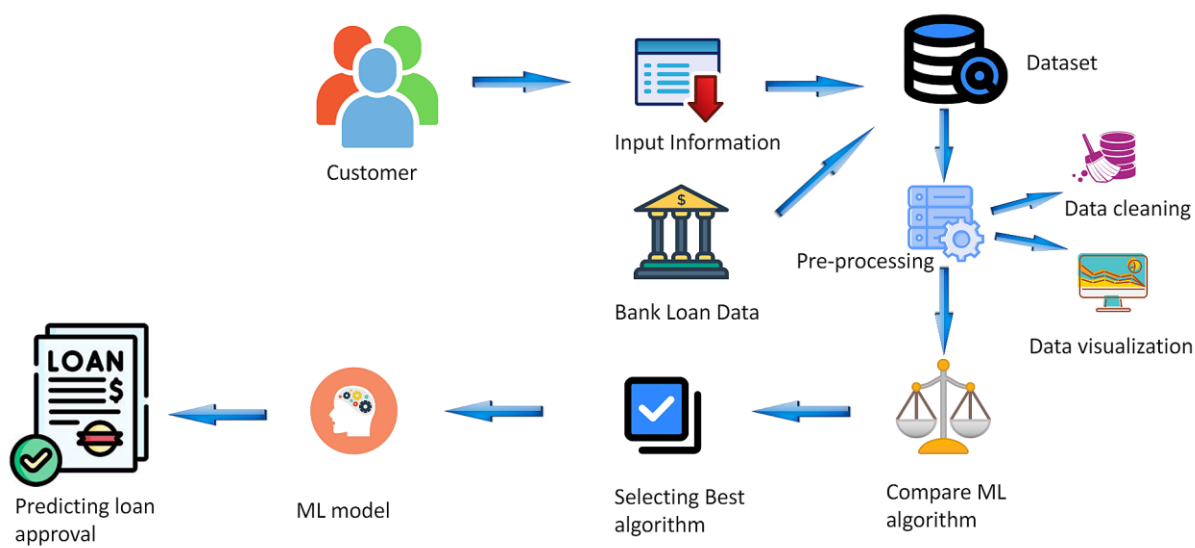 Dataset
Input Information
Customer
Data cleaning
$
Pre-processing
Bank Loan Data
Data visualization
LOAN
$
Predicting loan
approval
ML model
Selecting Best
algorithm
Compare ML
algorithm